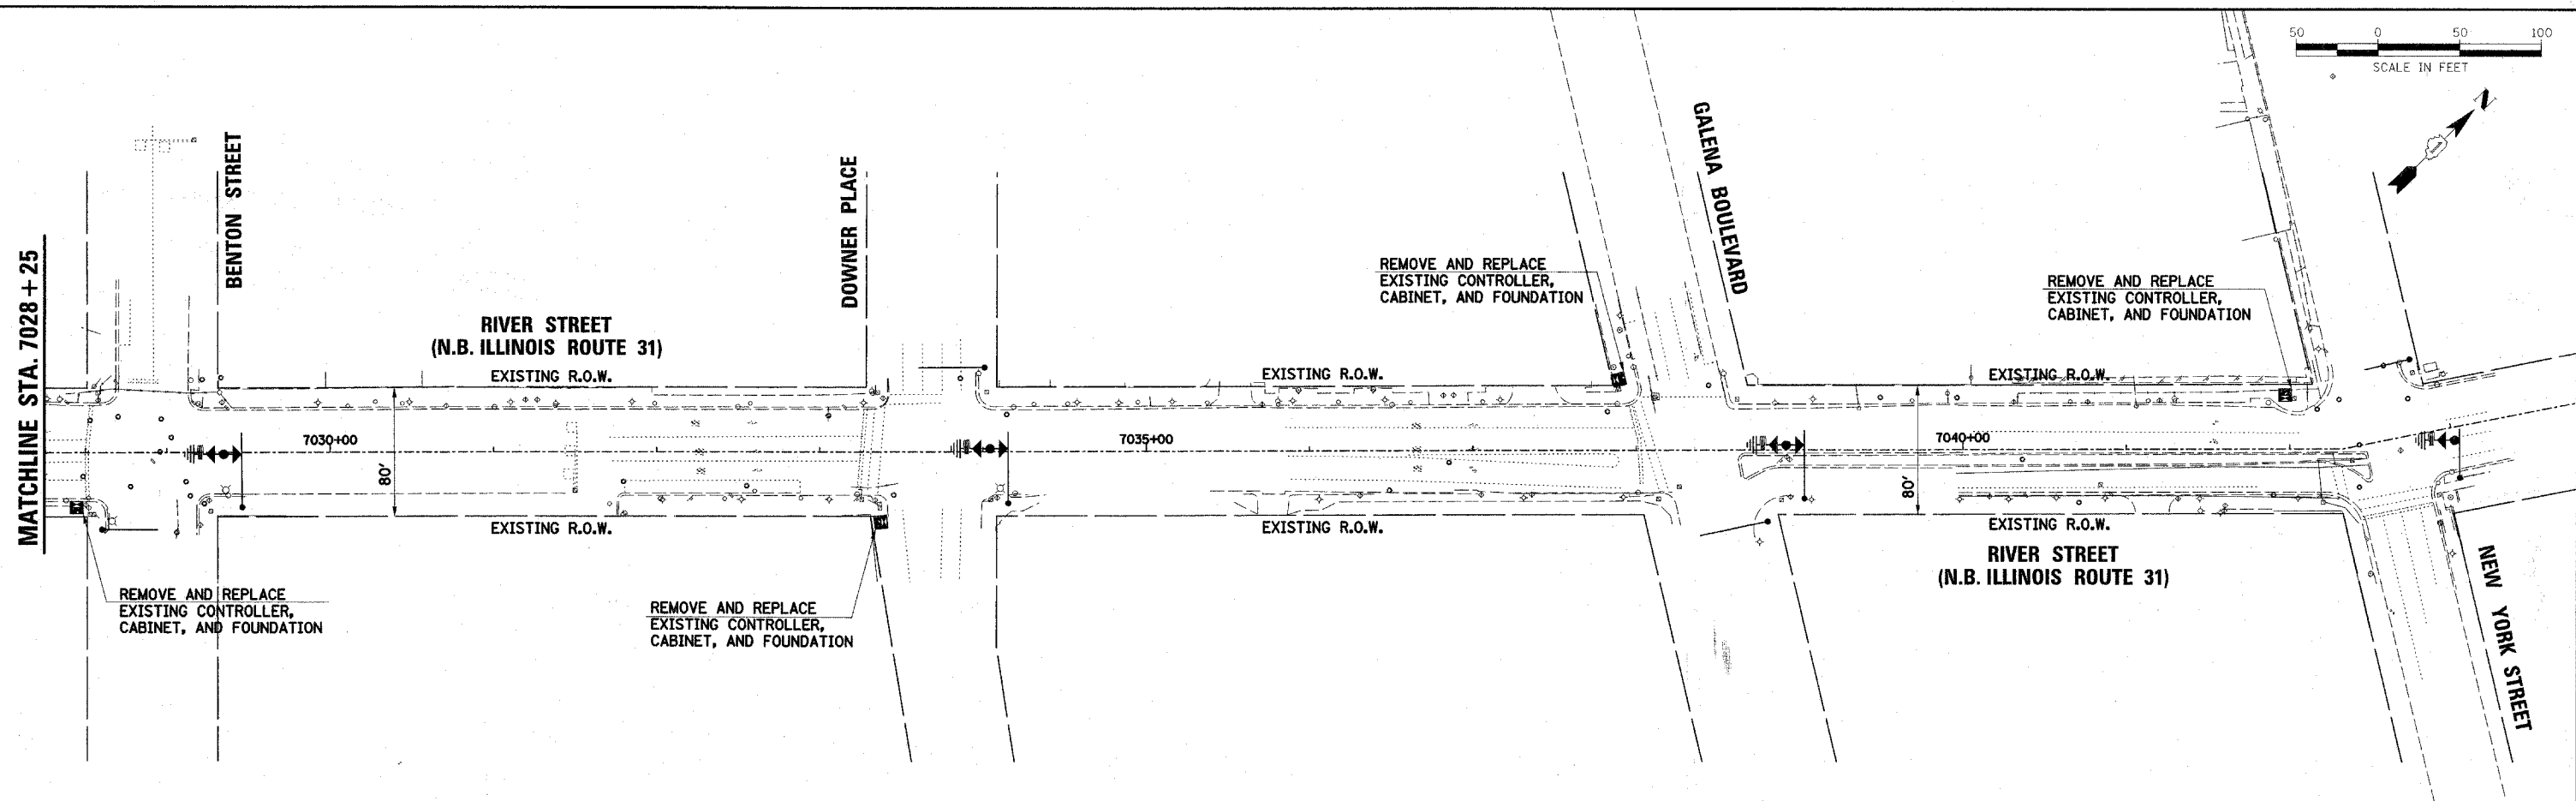 50 0 50 100
SCALE IN FEET
N
MATCHLINE STA. 7028 + 25
BENTON STREET
DOWNER PLACE
GALENA BOULEVARD
REMOVE AND REPLACE
EXISTING CONTROLLER,
CABINET, AND FOUNDATION
REMOVE AND REPLACE
EXISTING CONTROLLER,
CABINET, AND FOUNDATION
RIVER STREET
(N.B. ILLINOIS ROUTE 31)
EXISTING R.O.W.
EXISTING R.O.W.
EXISTING R.O.W.
7030+00
7035+00
7040+00
80'
80'
EXISTING R.O.W.
EXISTING R.O.W.
EXISTING R.O.W.
RIVER STREET
(N.B. ILLINOIS ROUTE 31)
NEW YORK STREET
REMOVE AND REPLACE
EXISTING CONTROLLER,
CABINET, AND FOUNDATION
REMOVE AND REPLACE
EXISTING CONTROLLER,
CABINET, AND FOUNDATION